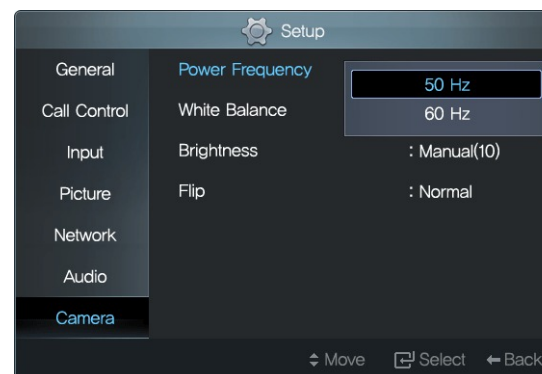 Setup
General
Call Control
Input
Picture
Network
Audio
Camera
Power Frequency
50 Hz
60 Hz
White Balance
Brightness : Manual(10)
Flip : Normal
Move Select Back